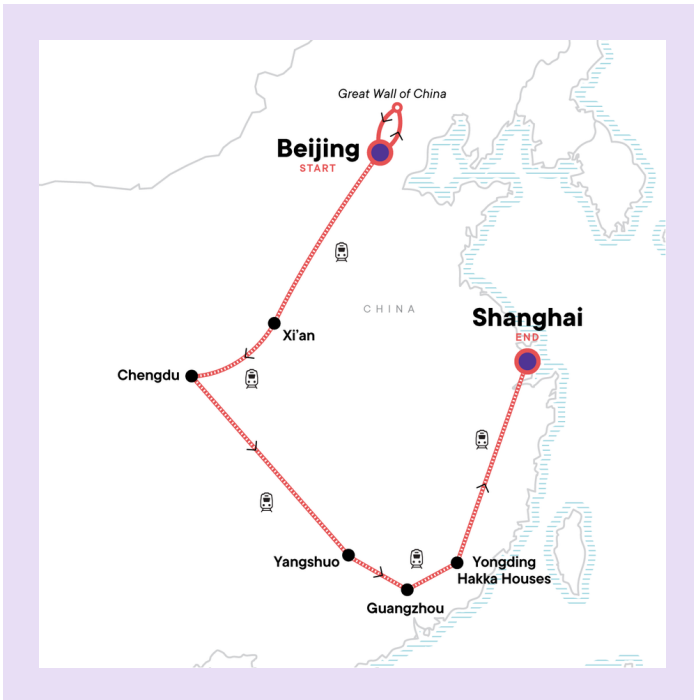 Great Wall of China
Beijing
START
CHINA
Shanghai
END
Xi'an
Chengdu
Yangshuo
Yongding
Hakka Houses
Guangzhou